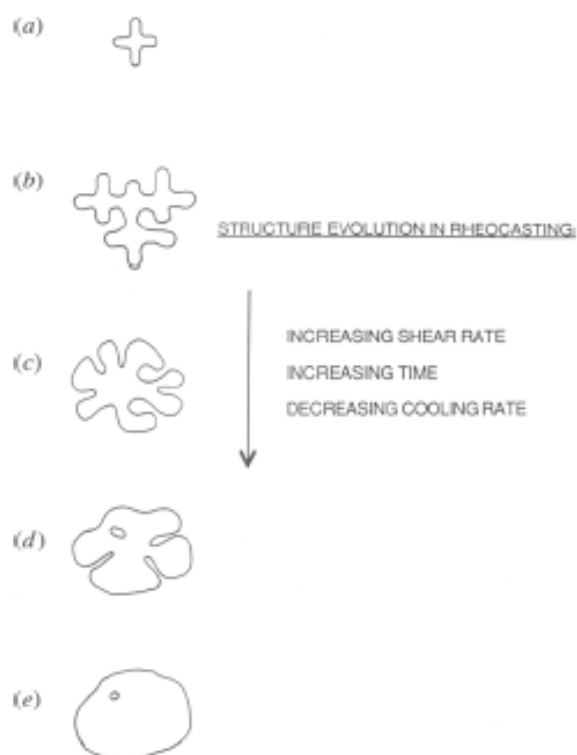 (a)
(b)
STRUCTURE EVOLUTION IN RHEOCASTING:
INCREASING SHEAR RATE
(c)
INCREASING TIME
DECREASING COOLING RATE
(d)
(e)